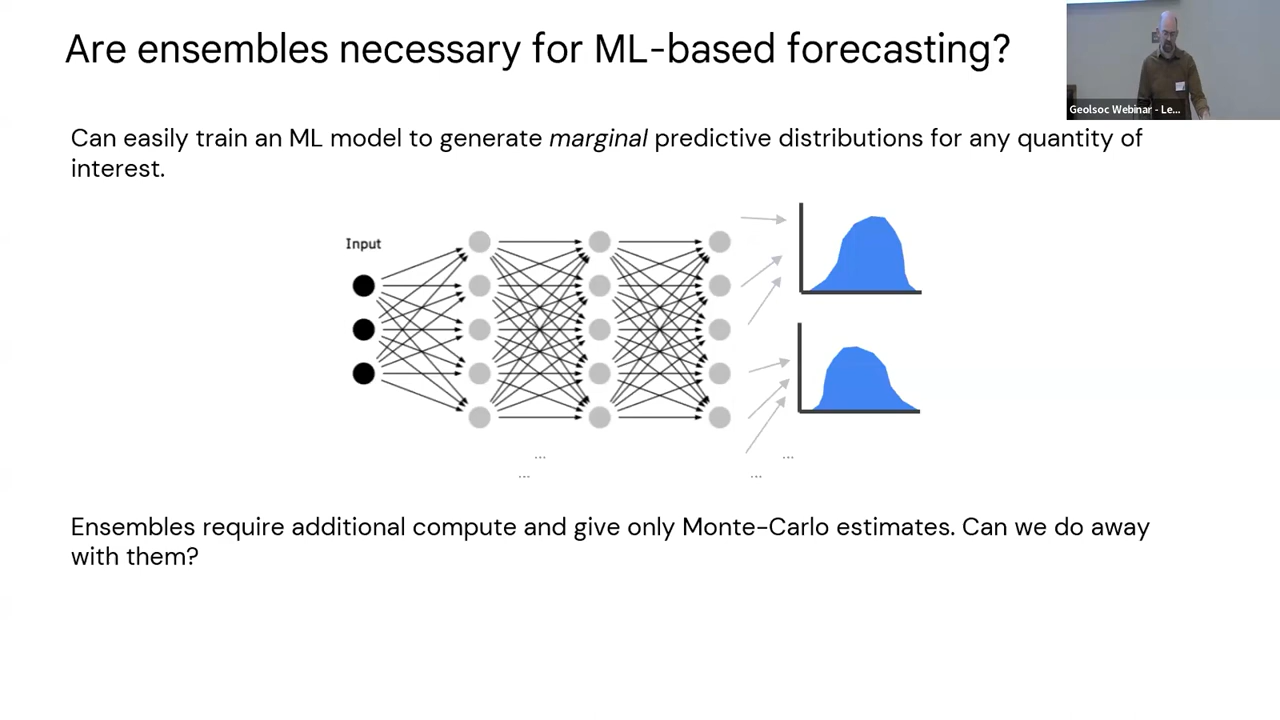 Are ensembles necessary for ML-based forecasting?
Geolsoc Webinar - Le...
Can easily train an ML model to generate marginal predictive distributions for any quantity of
interest.
Input
...
...
...
...
Ensembles require additional compute and give only Monte-Carlo estimates. Can we do away
with them?